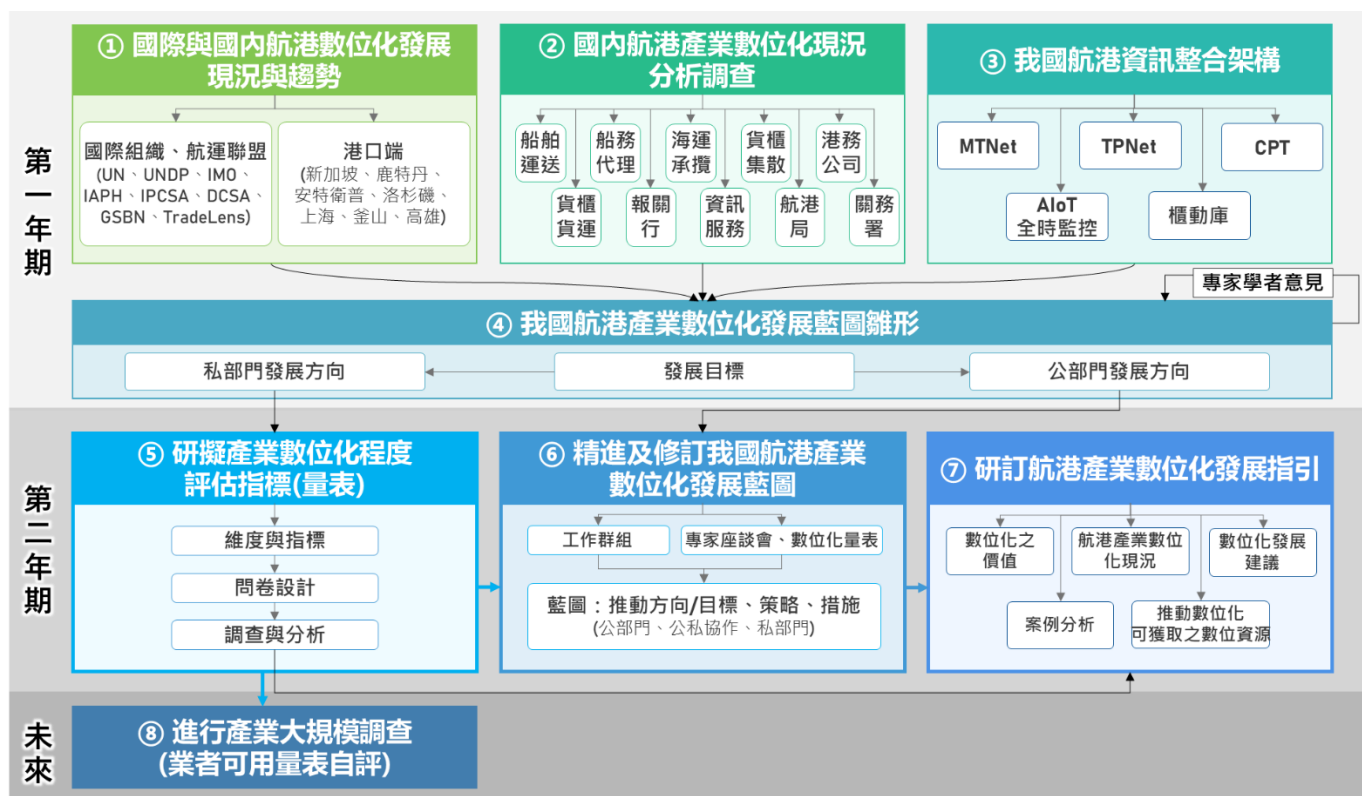 第一年期
① 國際與國內航港數位化發展
現況與趨勢
國際組織、航運聯盟
(UN、UNDP、IMO、
IAPH、IPCSA、DCSA、
GSBN、TradeLens)
港口端
(新加坡、鹿特丹、
安特衛普、洛杉磯、
上海、釜山、高雄)
② 國內航港產業數位化現況
分析調查
船舶
運送
船務
代理
海運
承攬
貨櫃
集散
港務
公司
貨櫃
貨運
報關
行
資訊
服務
航港
局
關務
署
③ 我國航港資訊整合架構
MTNet
TPNet
CPT
AIoT
全時監控
櫃動庫
專家學者意見
④ 我國航港產業數位化發展藍圖雛形
私部門發展方向
發展目標
公部門發展方向
第二年期
⑤ 研擬產業數位化程度
評估指標(量表)
維度與指標
問卷設計
調查與分析
⑥ 精進及修訂我國航港產業
數位化發展藍圖
工作群組
專家座談會、數位化量表
藍圖：推動方向/目標、策略、措施
(公部門、公私協作、私部門)
⑦ 研訂航港產業數位化發展指引
數位化之
價值
航港產業數位
化現況
數位化發展
建議
案例分析
推動數位化
可獲取之數位資源
未來
⑧ 進行產業大規模調查
(業者可用量表自評)